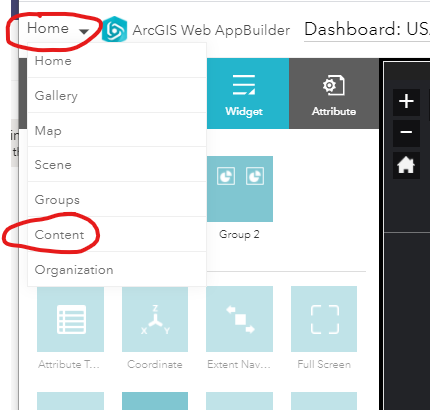 Home ArcGIS Web AppBuilder Dashboard: US
Home
Gallery
Map
Scene
Groups
Content
Organization
Widget Attribute
Group 2
Attribute T... Coordinate Extent Nav... Full Screen
X Y Z